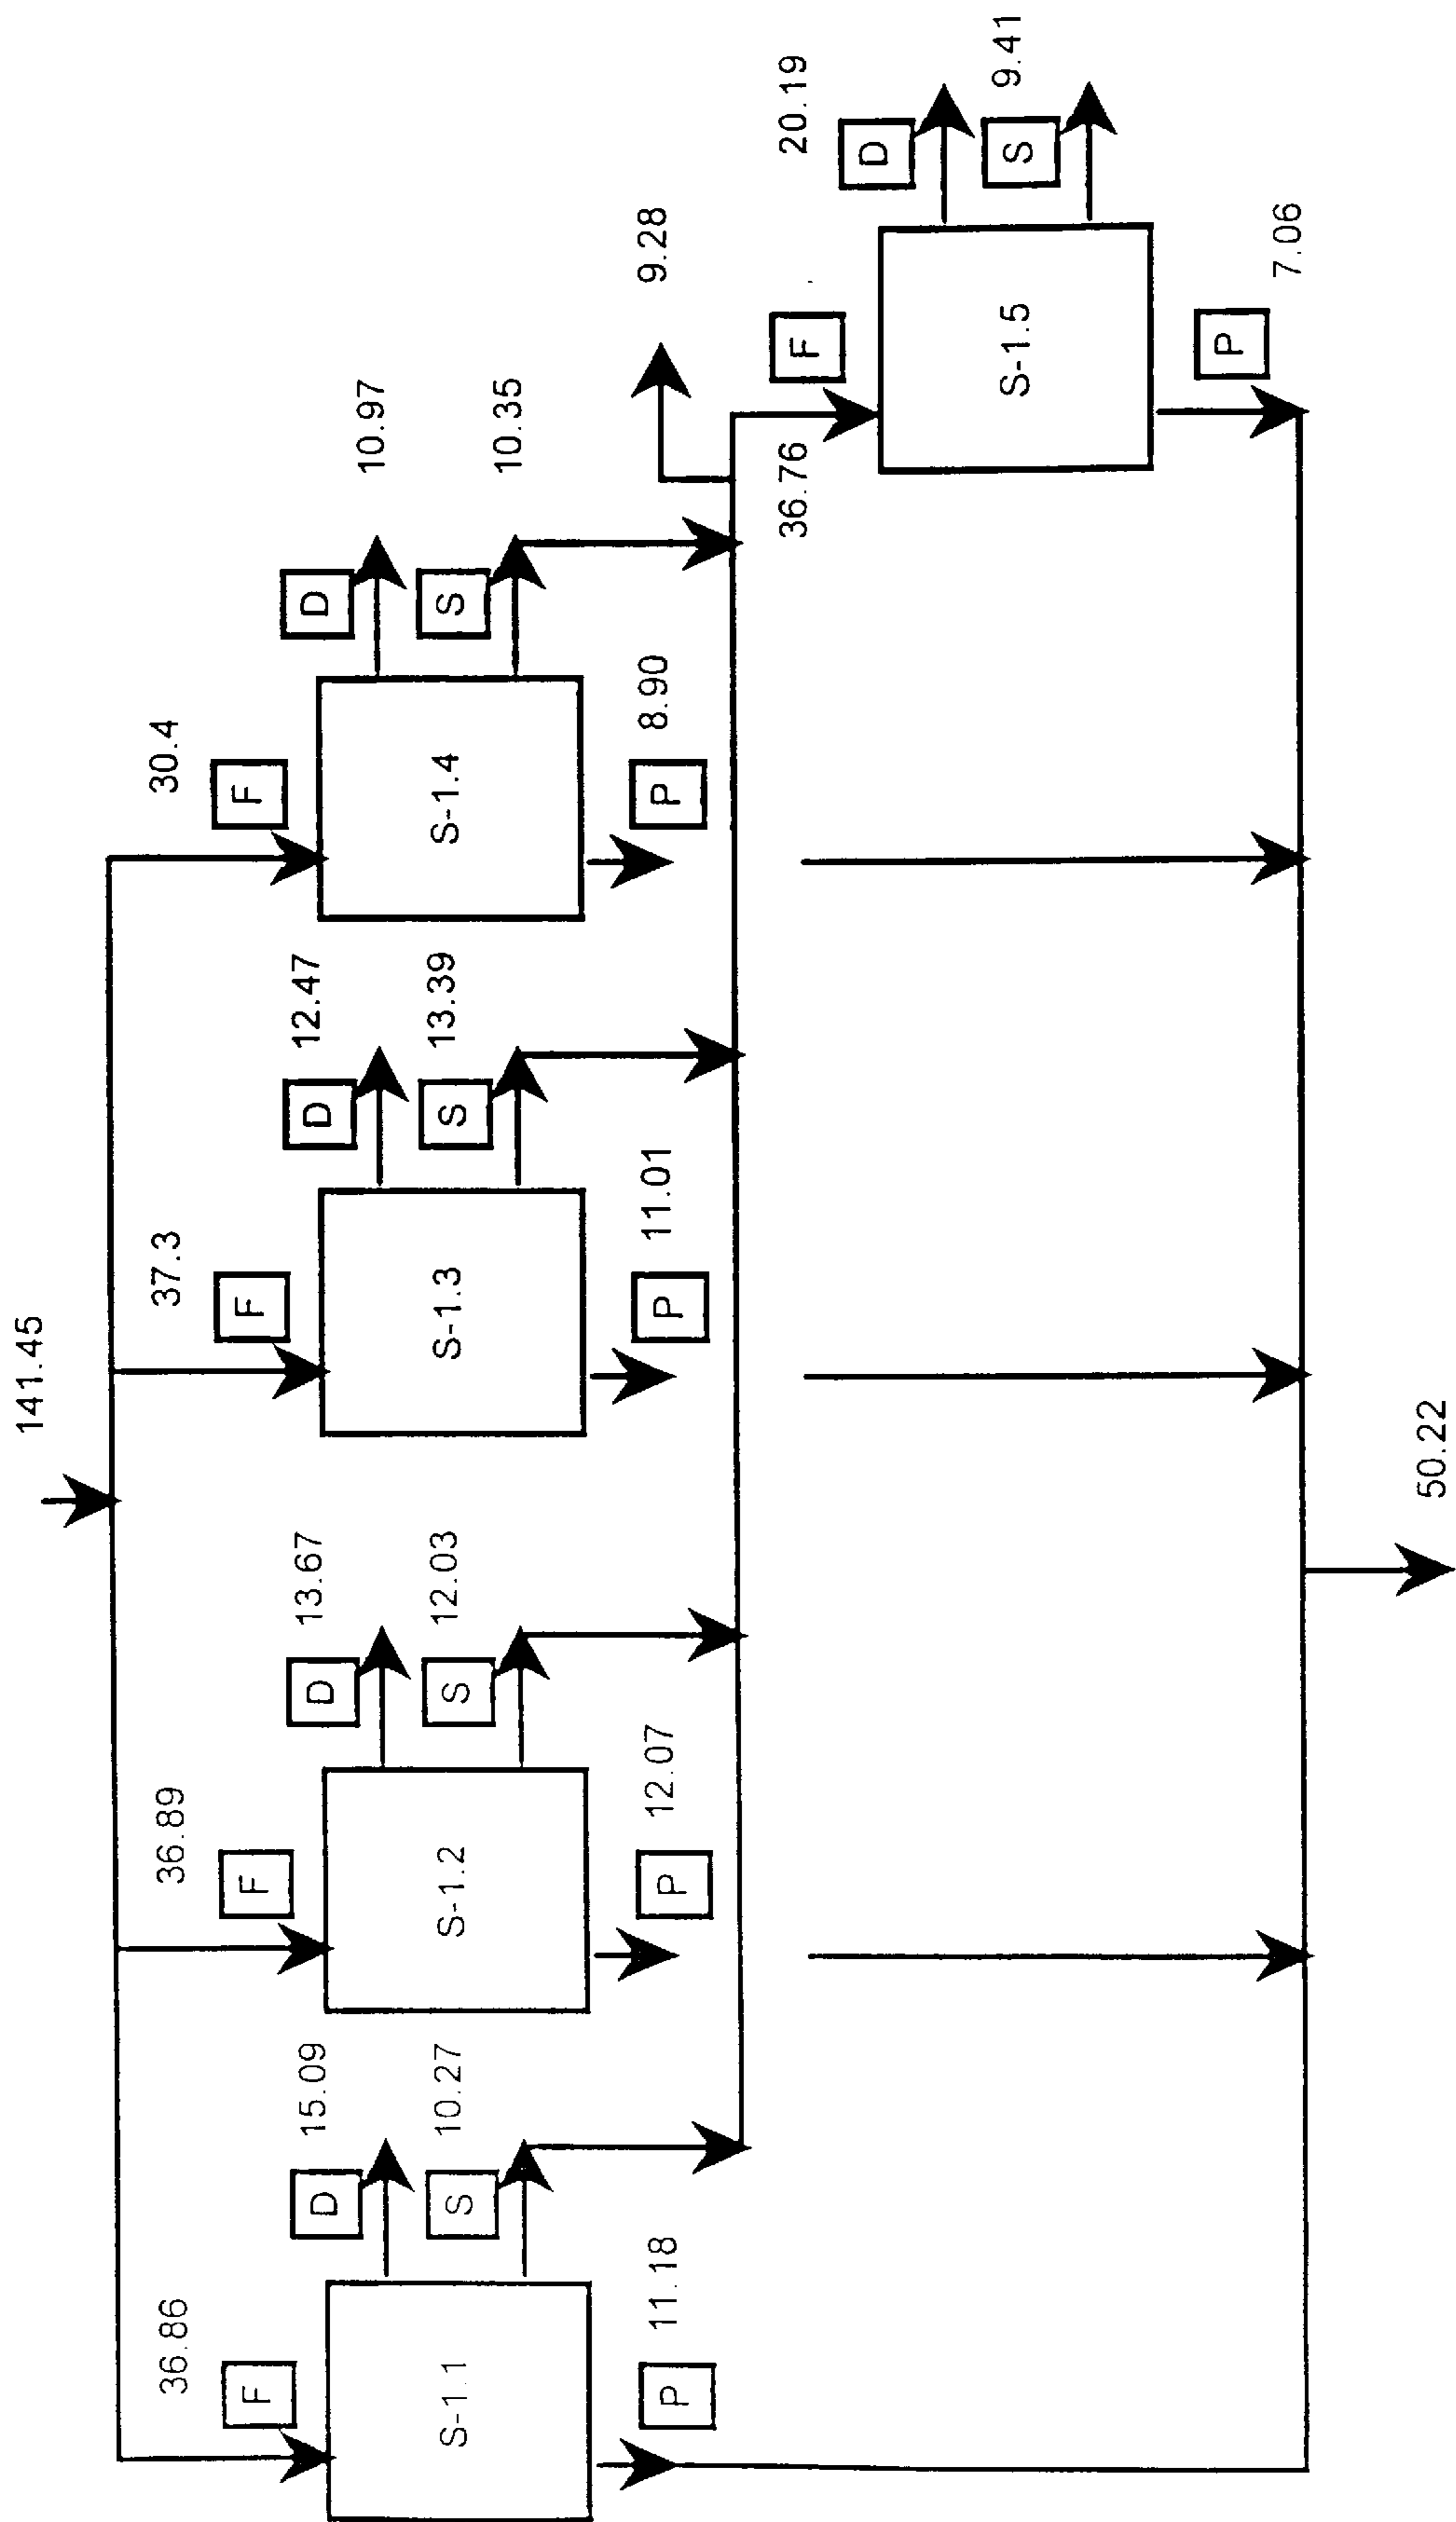 141.45
36.86
F
S-1.1
D
15.09
S
10.27
P
11.18
36.89
F
S-1.2
D
13.67
S
12.03
P
12.07
37.3
F
S-1.3
D
12.47
S
13.39
P
11.01
30.4
F
S-1.4
D
10.97
S
10.35
P
8.90
9.28
36.76
F
S-1.5
D
20.19
S
9.41
P
7.06
50.22